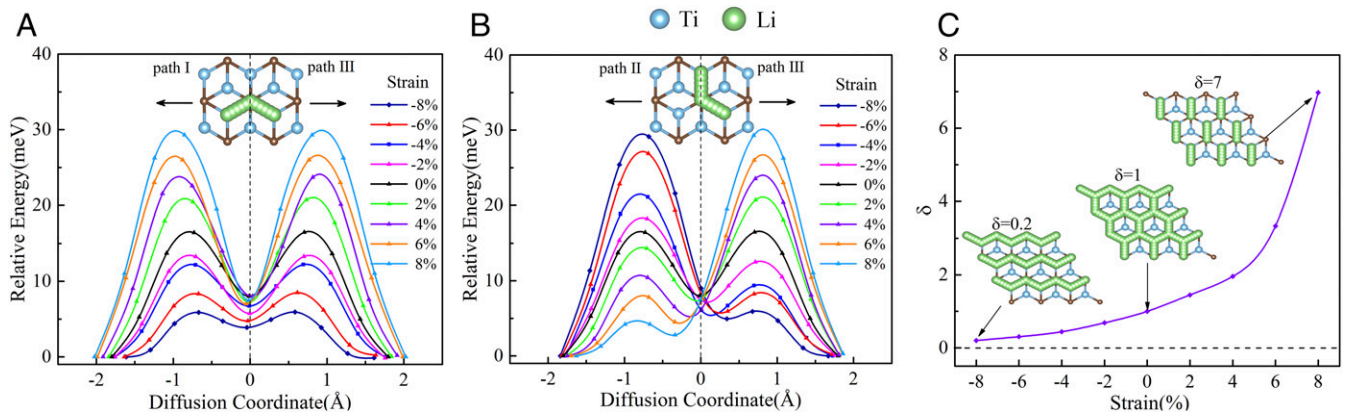 Ti Li
A
B
C
40
30
20
10
0
Relative Energy(meV)
path I
path III
Strain
-8%
-6%
-4%
-2%
0%
2%
4%
6%
8%
-2 -1 0 1 2
Diffusion Coordinate(Å)
40
30
20
10
0
Relative Energy(meV)
path II
path III
Strain
-8%
-6%
-4%
-2%
0%
2%
4%
6%
8%
-2 -1 0 1 2
Diffusion Coordinate(Å)
8
6
4
2
0
δ
δ=7
δ=1
δ=0.2
-8 -6 -4 -2 0 2 4 6 8
Strain(%)